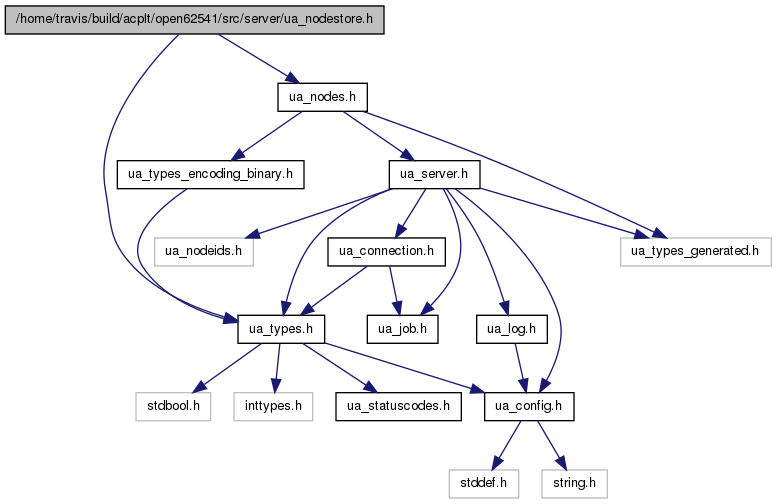 /home/travis/build/acplt/open62541/src/server/ua_nodestore.h
ua_nodes.h
ua_types_encoding_binary.h
ua_server.h
ua_nodeids.h
ua_connection.h
ua_types_generated.h
ua_types.h
ua_job.h
ua_log.h
stdbool.h
inttypes.h
ua_statuscodes.h
ua_config.h
stddef.h
string.h